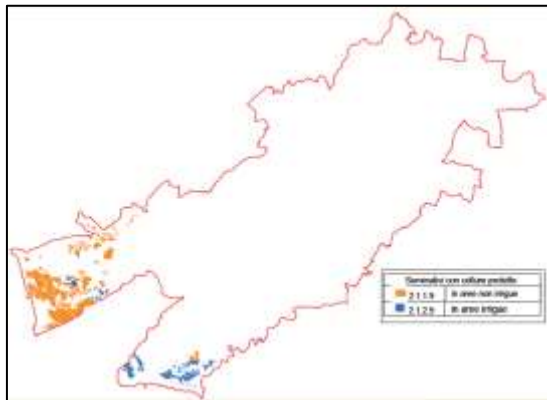 Seminativi con colture protette
2.1.1.9 in aree non irrigue
2.1.2.9 in aree irrigue